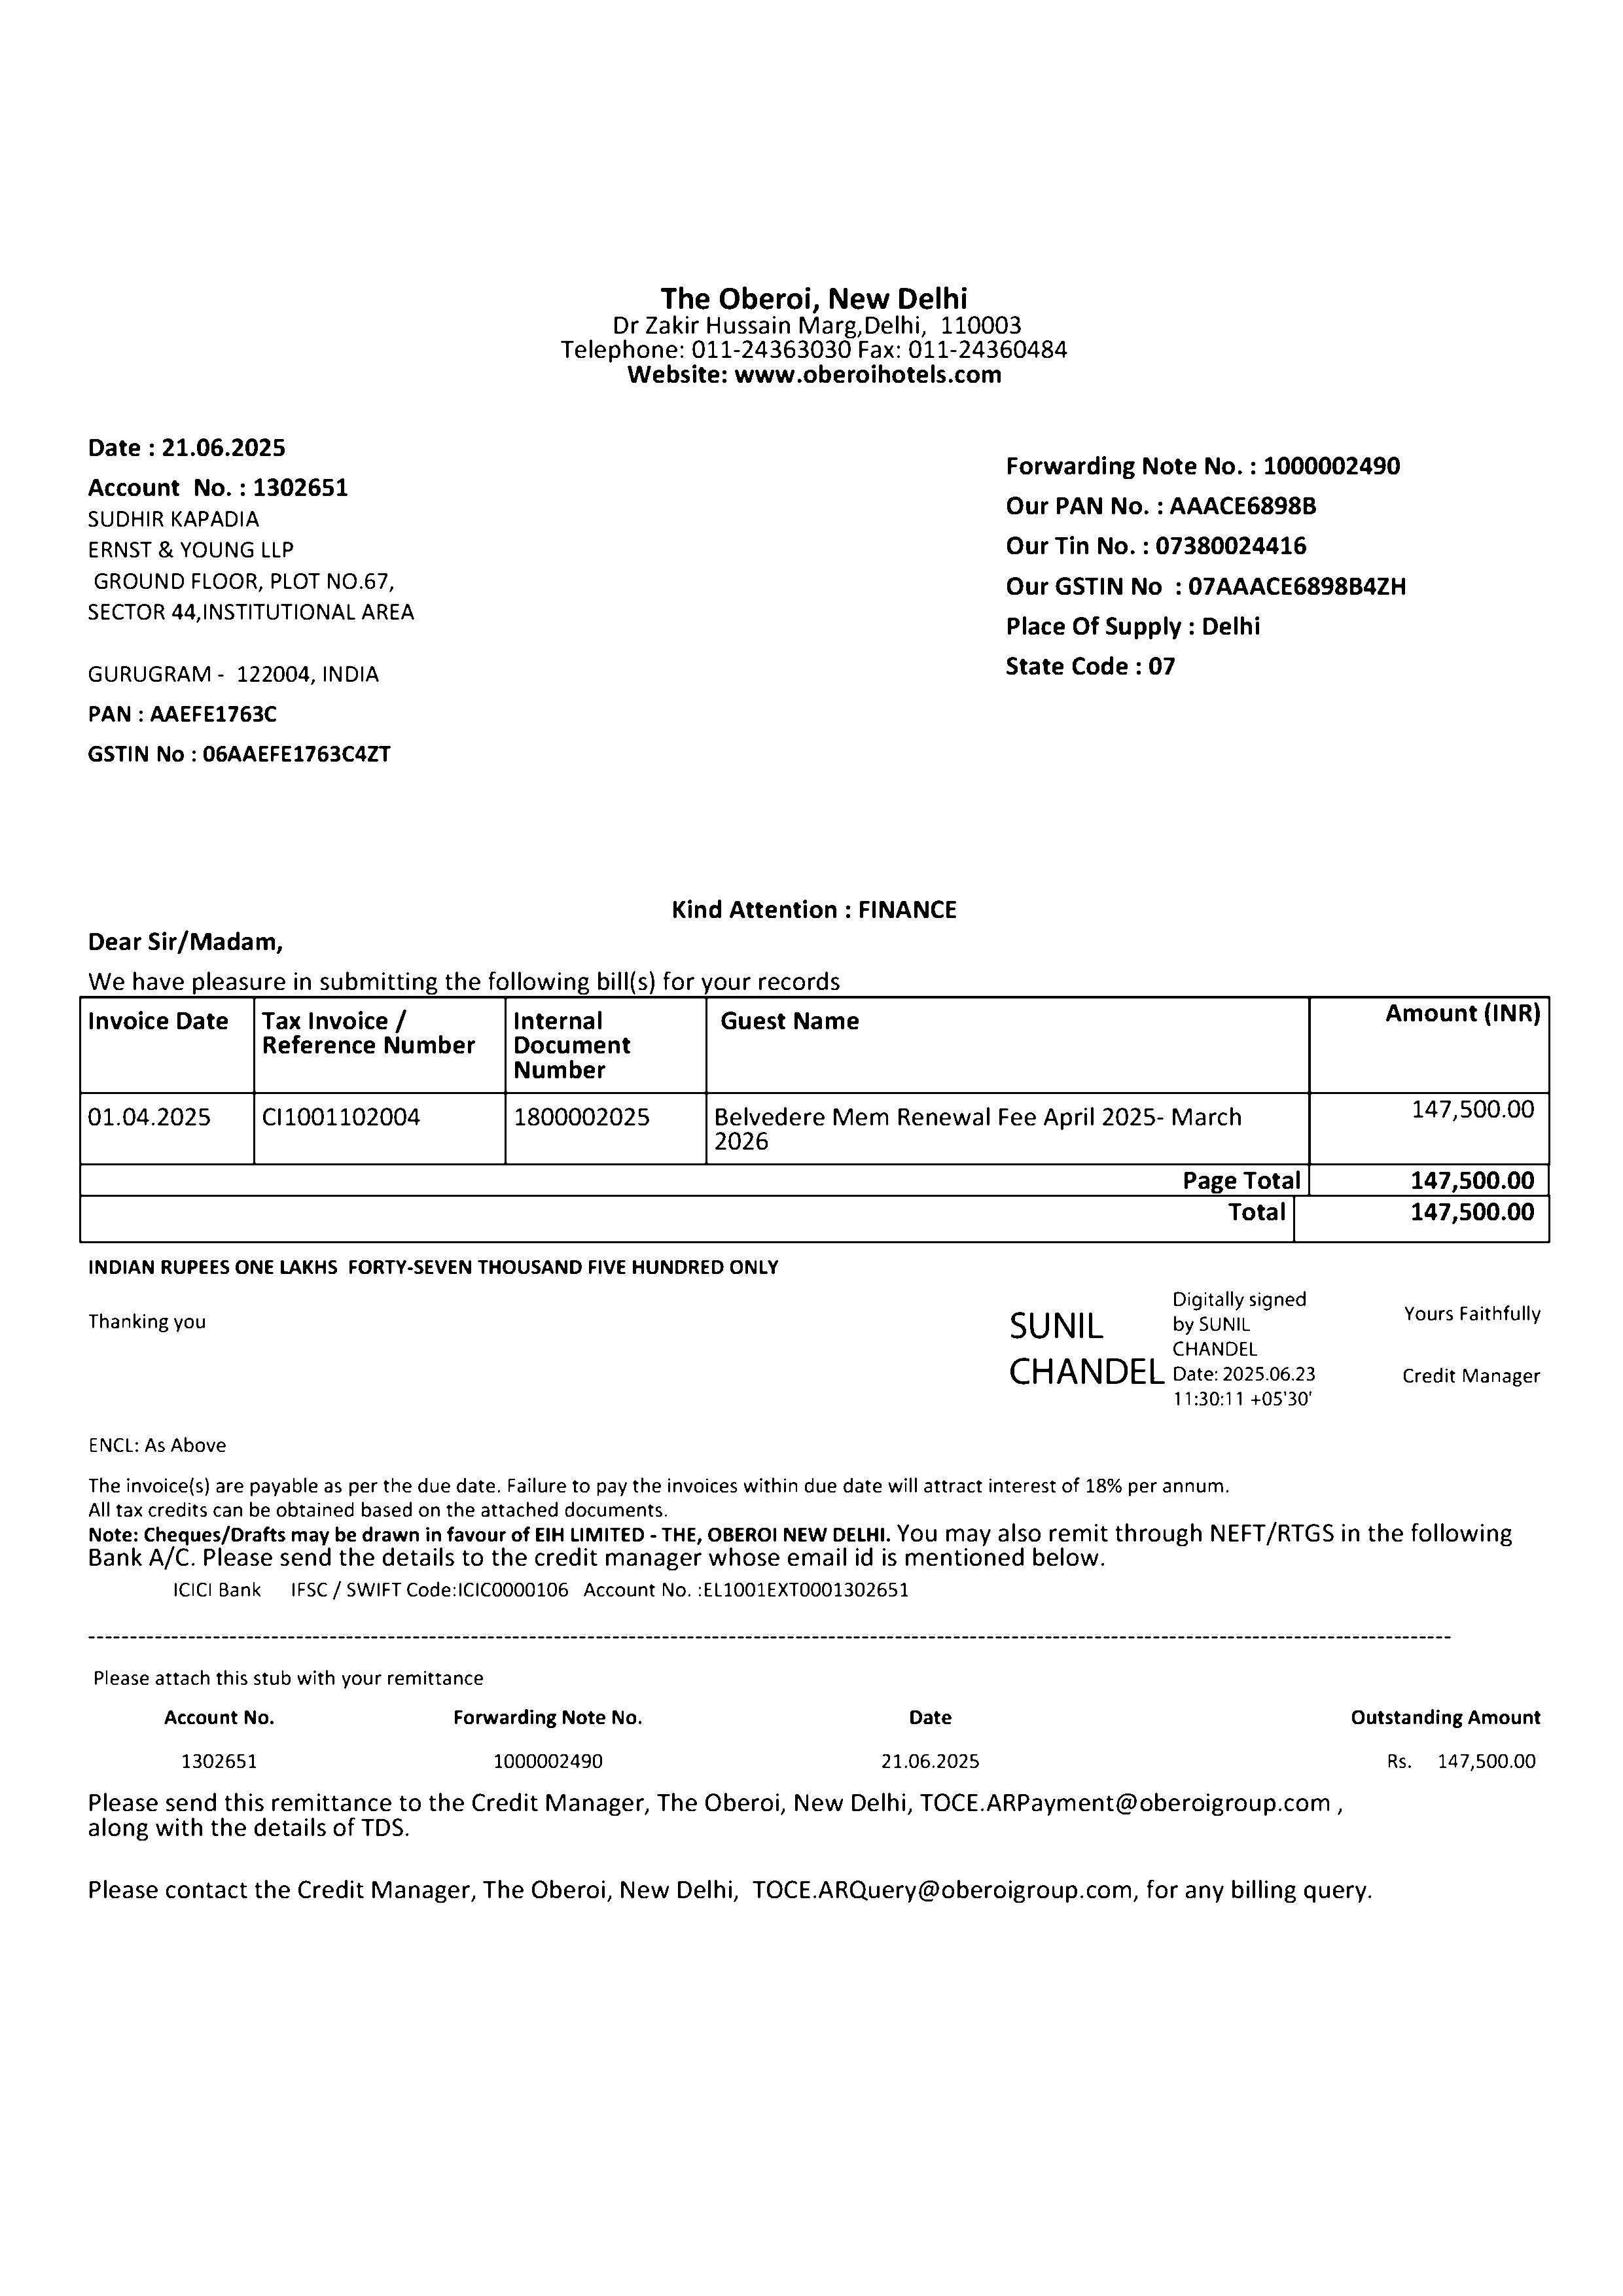 The Oberoi, New Delhi
Dr Zakir Hussain Marg,Delhi, 110003
Telephone: 011-24363030 Fax: 011-24360484
Website: www.oberoihotels.com
Date : 21.06.2025
Account No. : 1302651
SUDHIR KAPADIA
ERNST & YOUNG LLP
GROUND FLOOR, PLOT NO.67,
SECTOR 44,INSTITUTIONAL AREA
GURUGRAM - 122004, INDIA
PAN : AAEFE1763C
GSTIN No : 06AAEFE1763C4ZT
Forwarding Note No. : 1000002490
Our PAN No. : AAACE6898B
Our Tin No. : 07380024416
Our GSTIN No : 07AAACE6898B4ZH
Place Of Supply : Delhi
State Code : 07
Kind Attention : FINANCE
Dear Sir/Madam,
We have pleasure in submitting the following bill(s) for your records
Invoice Date Tax Invoice / Reference Number Internal Document Number Guest Name Amount (INR)
01.04.2025 CI1001102004 1800002025 Belvedere Mem Renewal Fee April 2025- March 2026 147,500.00
Page Total 147,500.00
Total 147,500.00
INDIAN RUPEES ONE LAKHS FORTY-SEVEN THOUSAND FIVE HUNDRED ONLY
Thanking you
SUNIL
CHANDEL
Digitally signed
by SUNIL
CHANDEL
Date: 2025.06.23
11:30:11 +05'30'
Yours Faithfully
Credit Manager
ENCL: As Above
The invoice(s) are payable as per the due date. Failure to pay the invoices within due date will attract interest of 18% per annum.
All tax credits can be obtained based on the attached documents.
Note: Cheques/Drafts may be drawn in favour of EIH LIMITED - THE, OBEROI NEW DELHI. You may also remit through NEFT/RTGS in the following
Bank A/C. Please send the details to the credit manager whose email id is mentioned below.
ICICI Bank IFSC / SWIFT Code:ICIC0000106 Account No. :EL1001EXT0001302651
Please attach this stub with your remittance
Account No. Forwarding Note No. Date Outstanding Amount
1302651 1000002490 21.06.2025 Rs. 147,500.00
Please send this remittance to the Credit Manager, The Oberoi, New Delhi, TOCE.ARPayment@oberoigroup.com ,
along with the details of TDS.
Please contact the Credit Manager, The Oberoi, New Delhi, TOCE.ARQuery@oberoigroup.com, for any billing query.